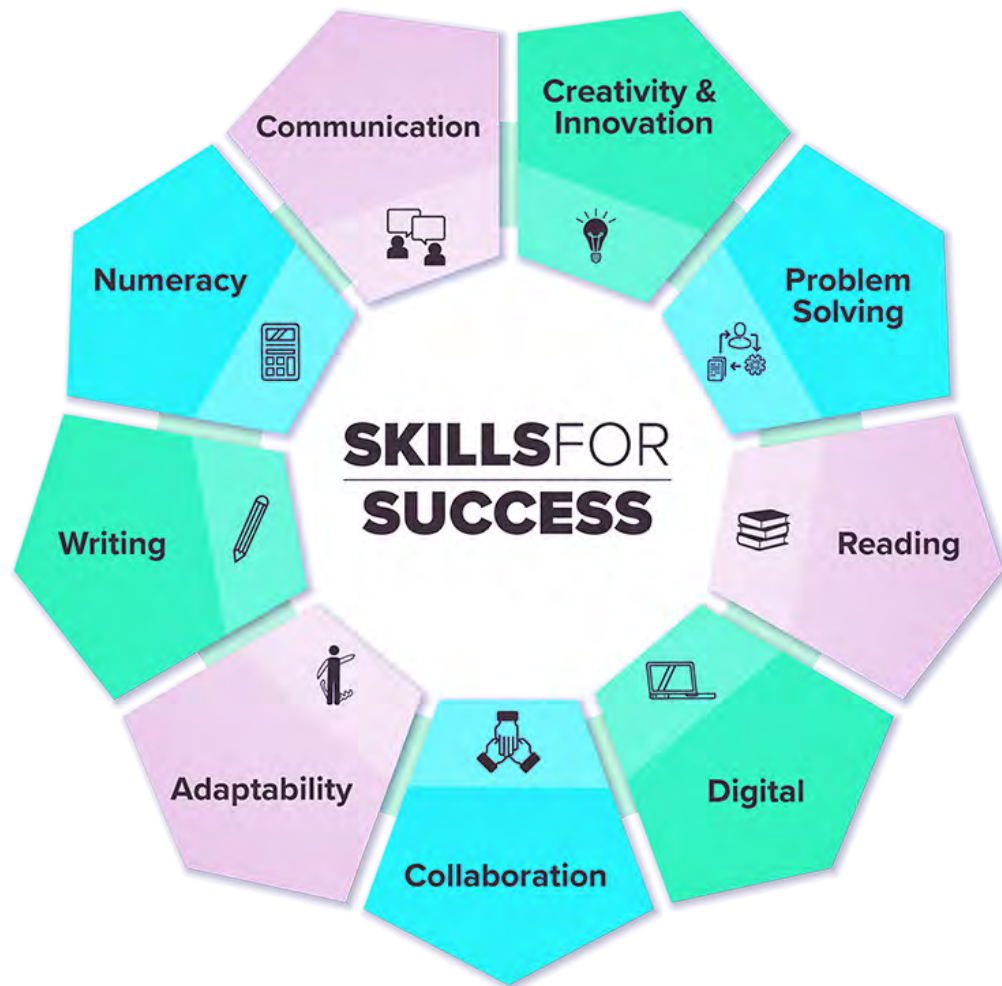 SKILLSFOR
SUCCESS
Communication
Creativity &
Innovation
Problem
Solving
Reading
Digital
Collaboration
Adaptability
Writing
Numeracy